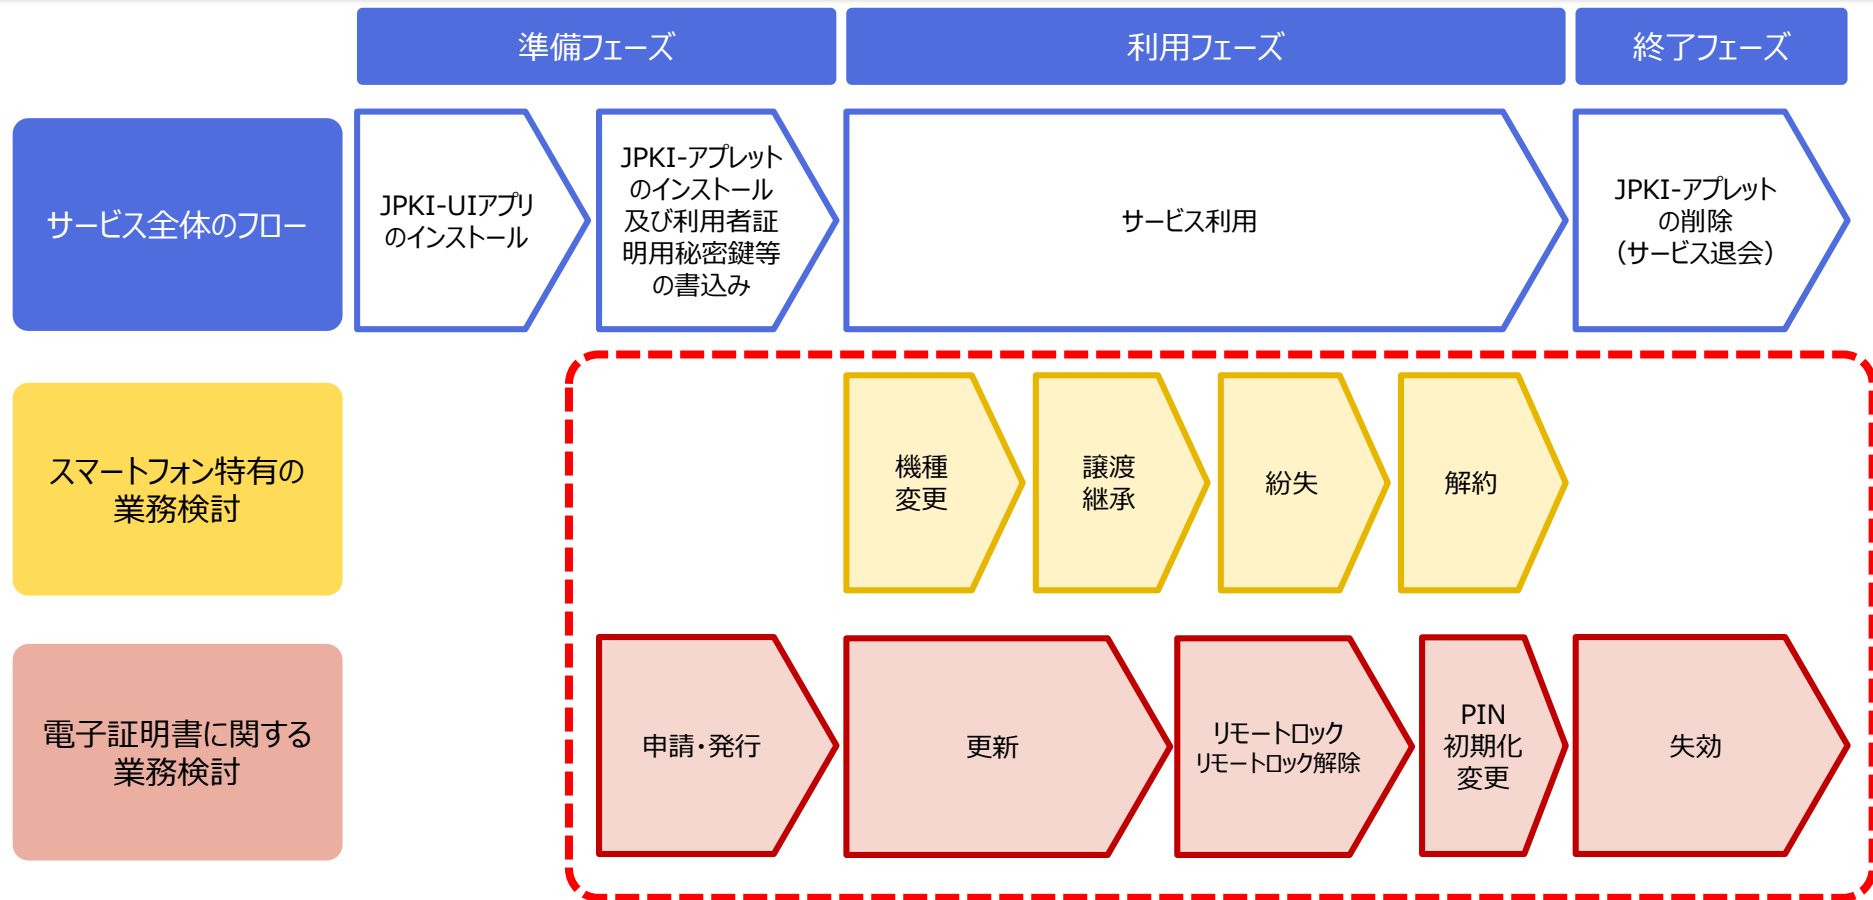 準備フェーズ
利用フェーズ
終了フェーズ
サービス全体のフロー
JPKI-UIアプリ
のインストール
JPKI-アプレット
のインストール
及び利用者証
明用秘密鍵等
の書込み
サービス利用
JPKI-アプレット
の削除
（サービス退会）
スマートフォン特有の
業務検討
機種
変更
譲渡
継承
紛失
解約
電子証明書に関する
業務検討
申請・発行
更新
リモートロック
リモートロック解除
PIN
初期化
変更
失効